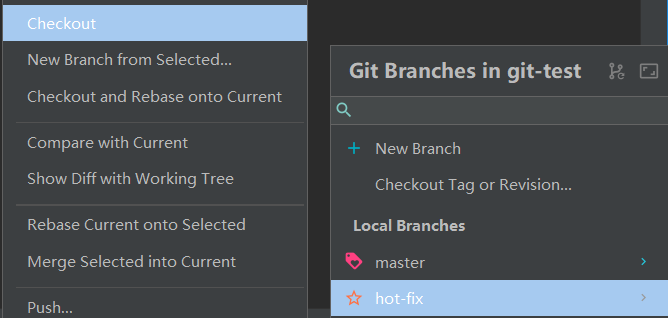 Checkout
New Branch from Selected...
Checkout and Rebase onto Current
Compare with Current
Show Diff with Working Tree
Rebase Current onto Selected
Merge Selected into Current
Push...
Git Branches in git-test
New Branch
Checkout Tag or Revision...
Local Branches
master
hot-fix